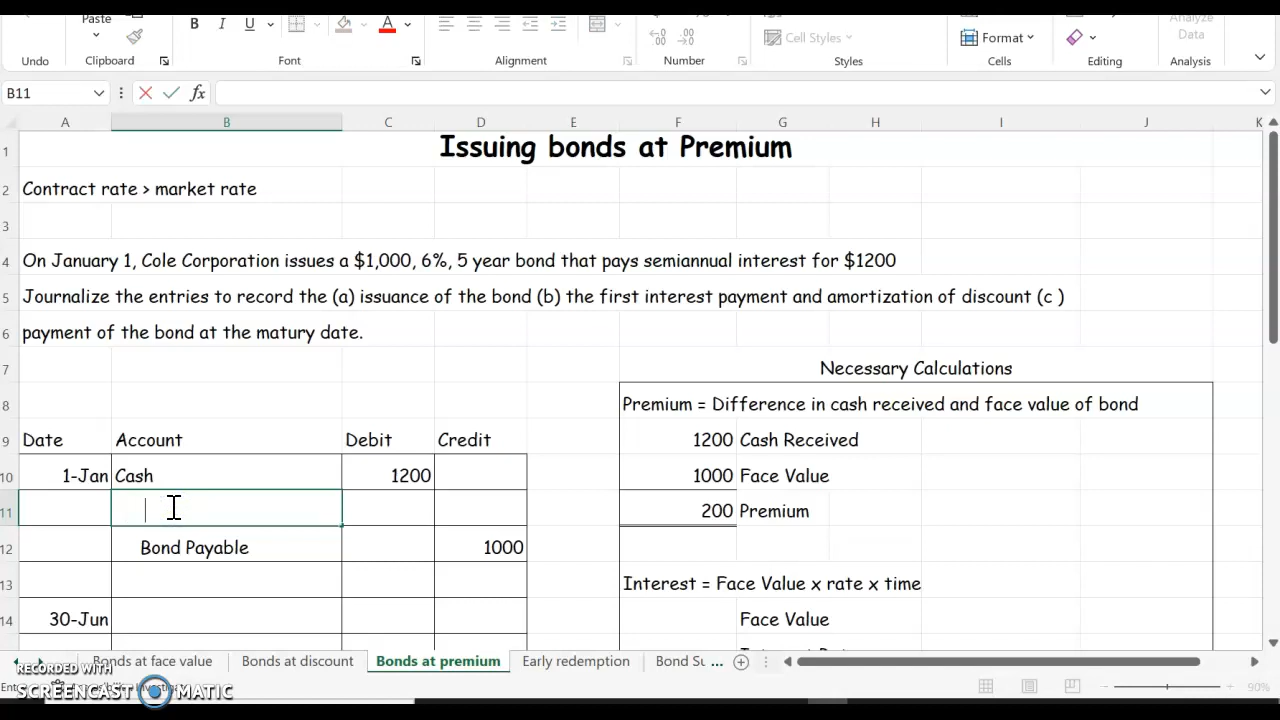 Paste
B I U A
Cell Styles
Format
Analyze
Data
Undo
Clipboard
Font
Alignment
Number
Styles
Cells
Editing
Analysis
B11
fx
A B C D E F G H I J K
1 Issuing bonds at Premium
2 Contract rate > market rate
3
4 On January 1, Cole Corporation issues a $1,000, 6%, 5 year bond that pays semiannual interest for $1200
5 Journalize the entries to record the (a) issuance of the bond (b) the first interest payment and amortization of discount (c )
6 payment of the bond at the matury date.
7 Necessary Calculations
8 Premium = Difference in cash received and face value of bond
9 Date Account Debit Credit 1200 Cash Received
10 1-Jan Cash 1200 1000 Face Value
11 200 Premium
12 Bond Payable 1000
13 Interest = Face Value x rate x time
14 30-Jun Face Value
Bonds at face value Bonds at discount Bonds at premium Early redemption Bond Su ...
RECORDED WITH
SCREENCAST MATIC
90%